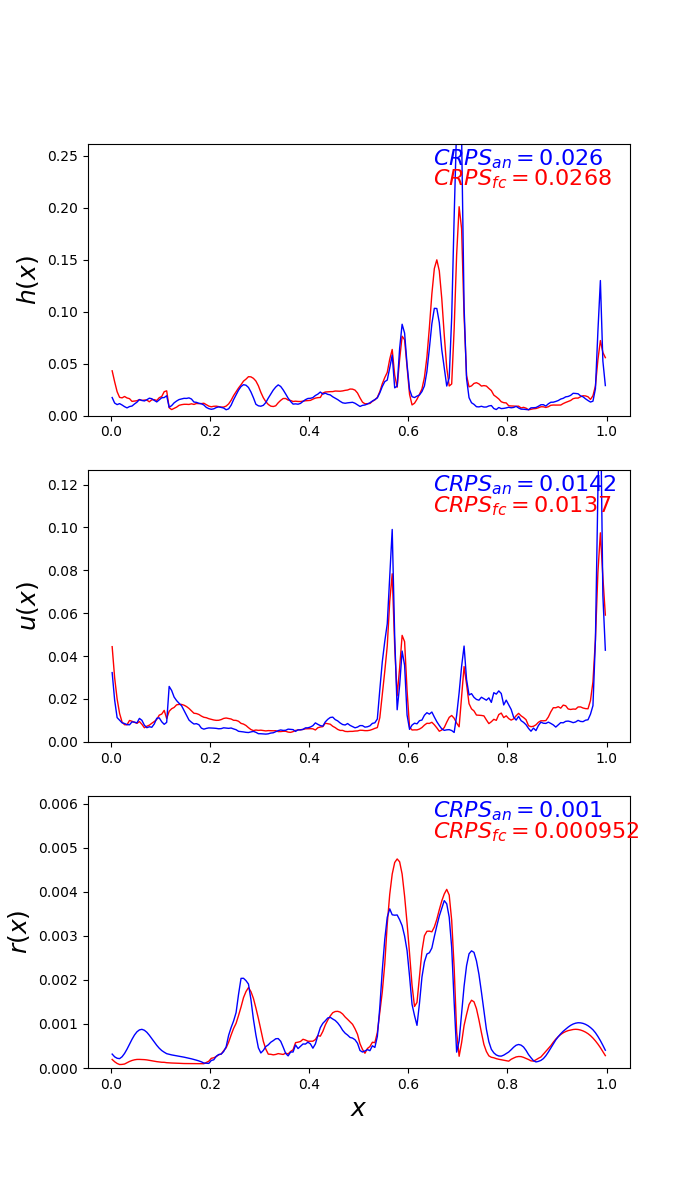 0.25
0.20
0.15
0.10
0.05
0.00
h(x)
CRPS_an = 0.026
CRPS_fc = 0.0268
0.0 0.2 0.4 0.6 0.8 1.0
0.12
0.10
0.08
0.06
0.04
0.02
0.00
u(x)
CRPS_an = 0.0142
CRPS_fc = 0.0137
0.0 0.2 0.4 0.6 0.8 1.0
0.006
0.005
0.004
0.003
0.002
0.001
0.000
r(x)
CRPS_an = 0.001
CRPS_fc = 0.000952
0.0 0.2 0.4 0.6 0.8 1.0
x